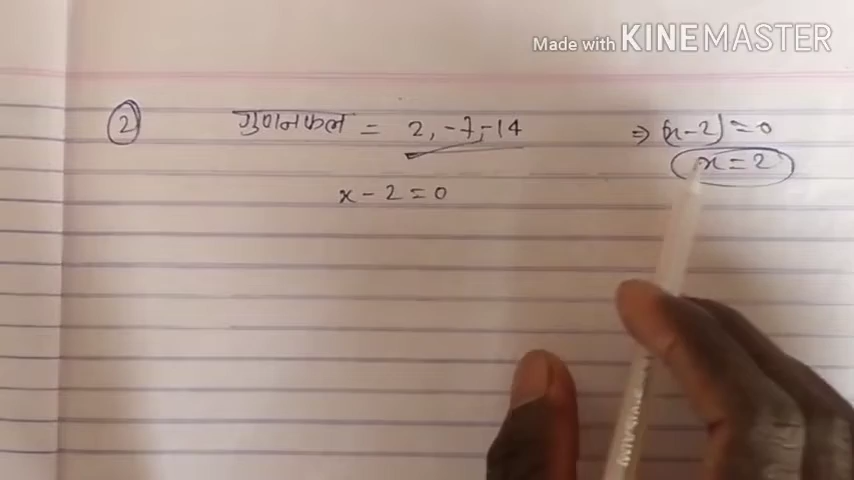 Made with KINEMASTER
② गुणनफल = 2, -7, -14
⇒ (x-2) = 0
x = 2
x - 2 = 0